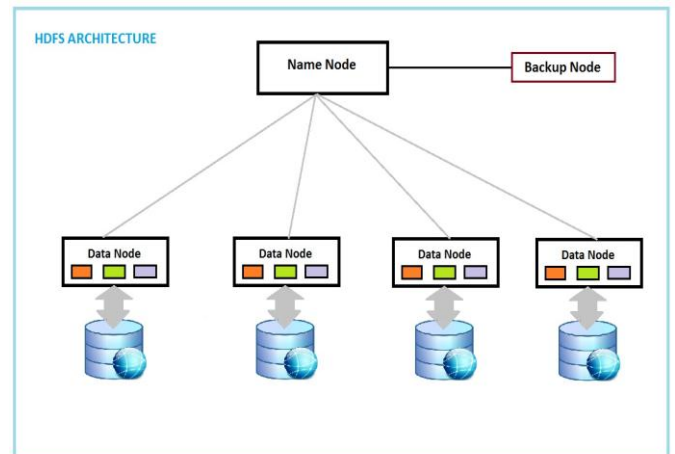 HDFS ARCHITECTURE
Name Node
Backup Node
Data Node
Data Node
Data Node
Data Node